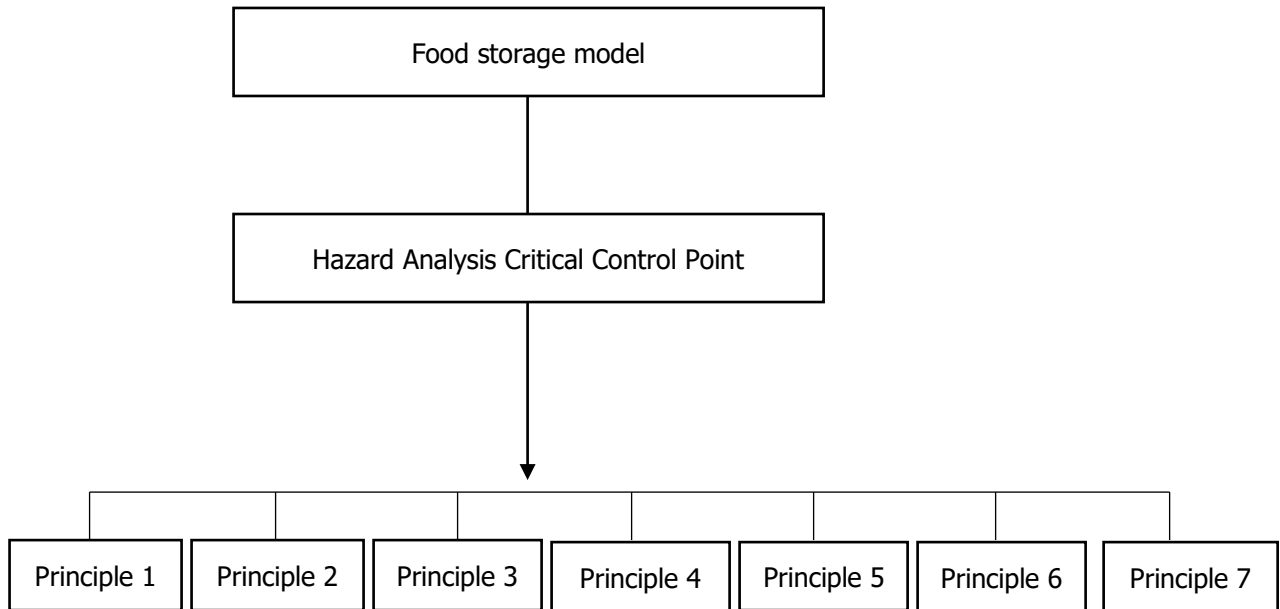 Food storage model
Hazard Analysis Critical Control Point
Principle 1
Principle 2
Principle 3
Principle 4
Principle 5
Principle 6
Principle 7